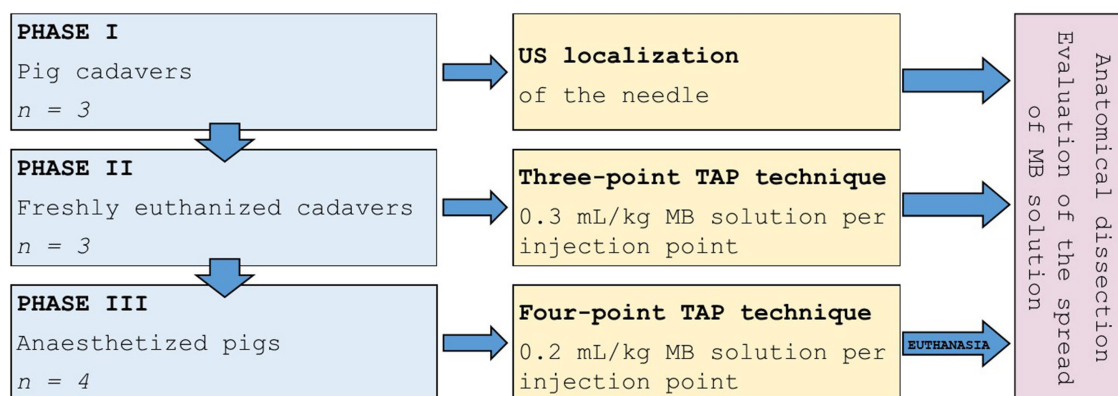 PHASE I
Pig cadavers
n = 3
US localization
of the needle
PHASE II
Freshly euthanized cadavers
n = 3
Three-point TAP technique
0.3 mL/kg MB solution per
injection point
PHASE III
Anaesthetized pigs
n = 4
Four-point TAP technique
0.2 mL/kg MB solution per
injection point
EUTHANASIA
Anatomical dissection
Evaluation of the spread
of MB solution